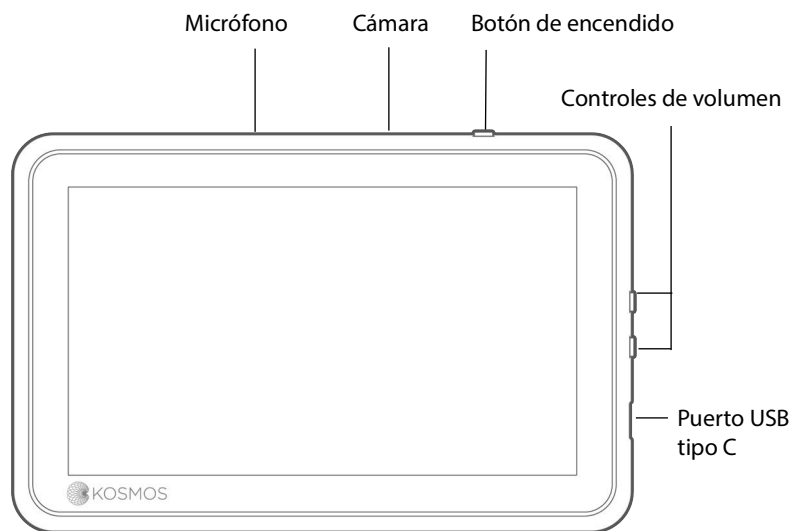 Micrófono
Cámara
Botón de encendido
Controles de volumen
Puerto USB
tipo C
KOSMOS